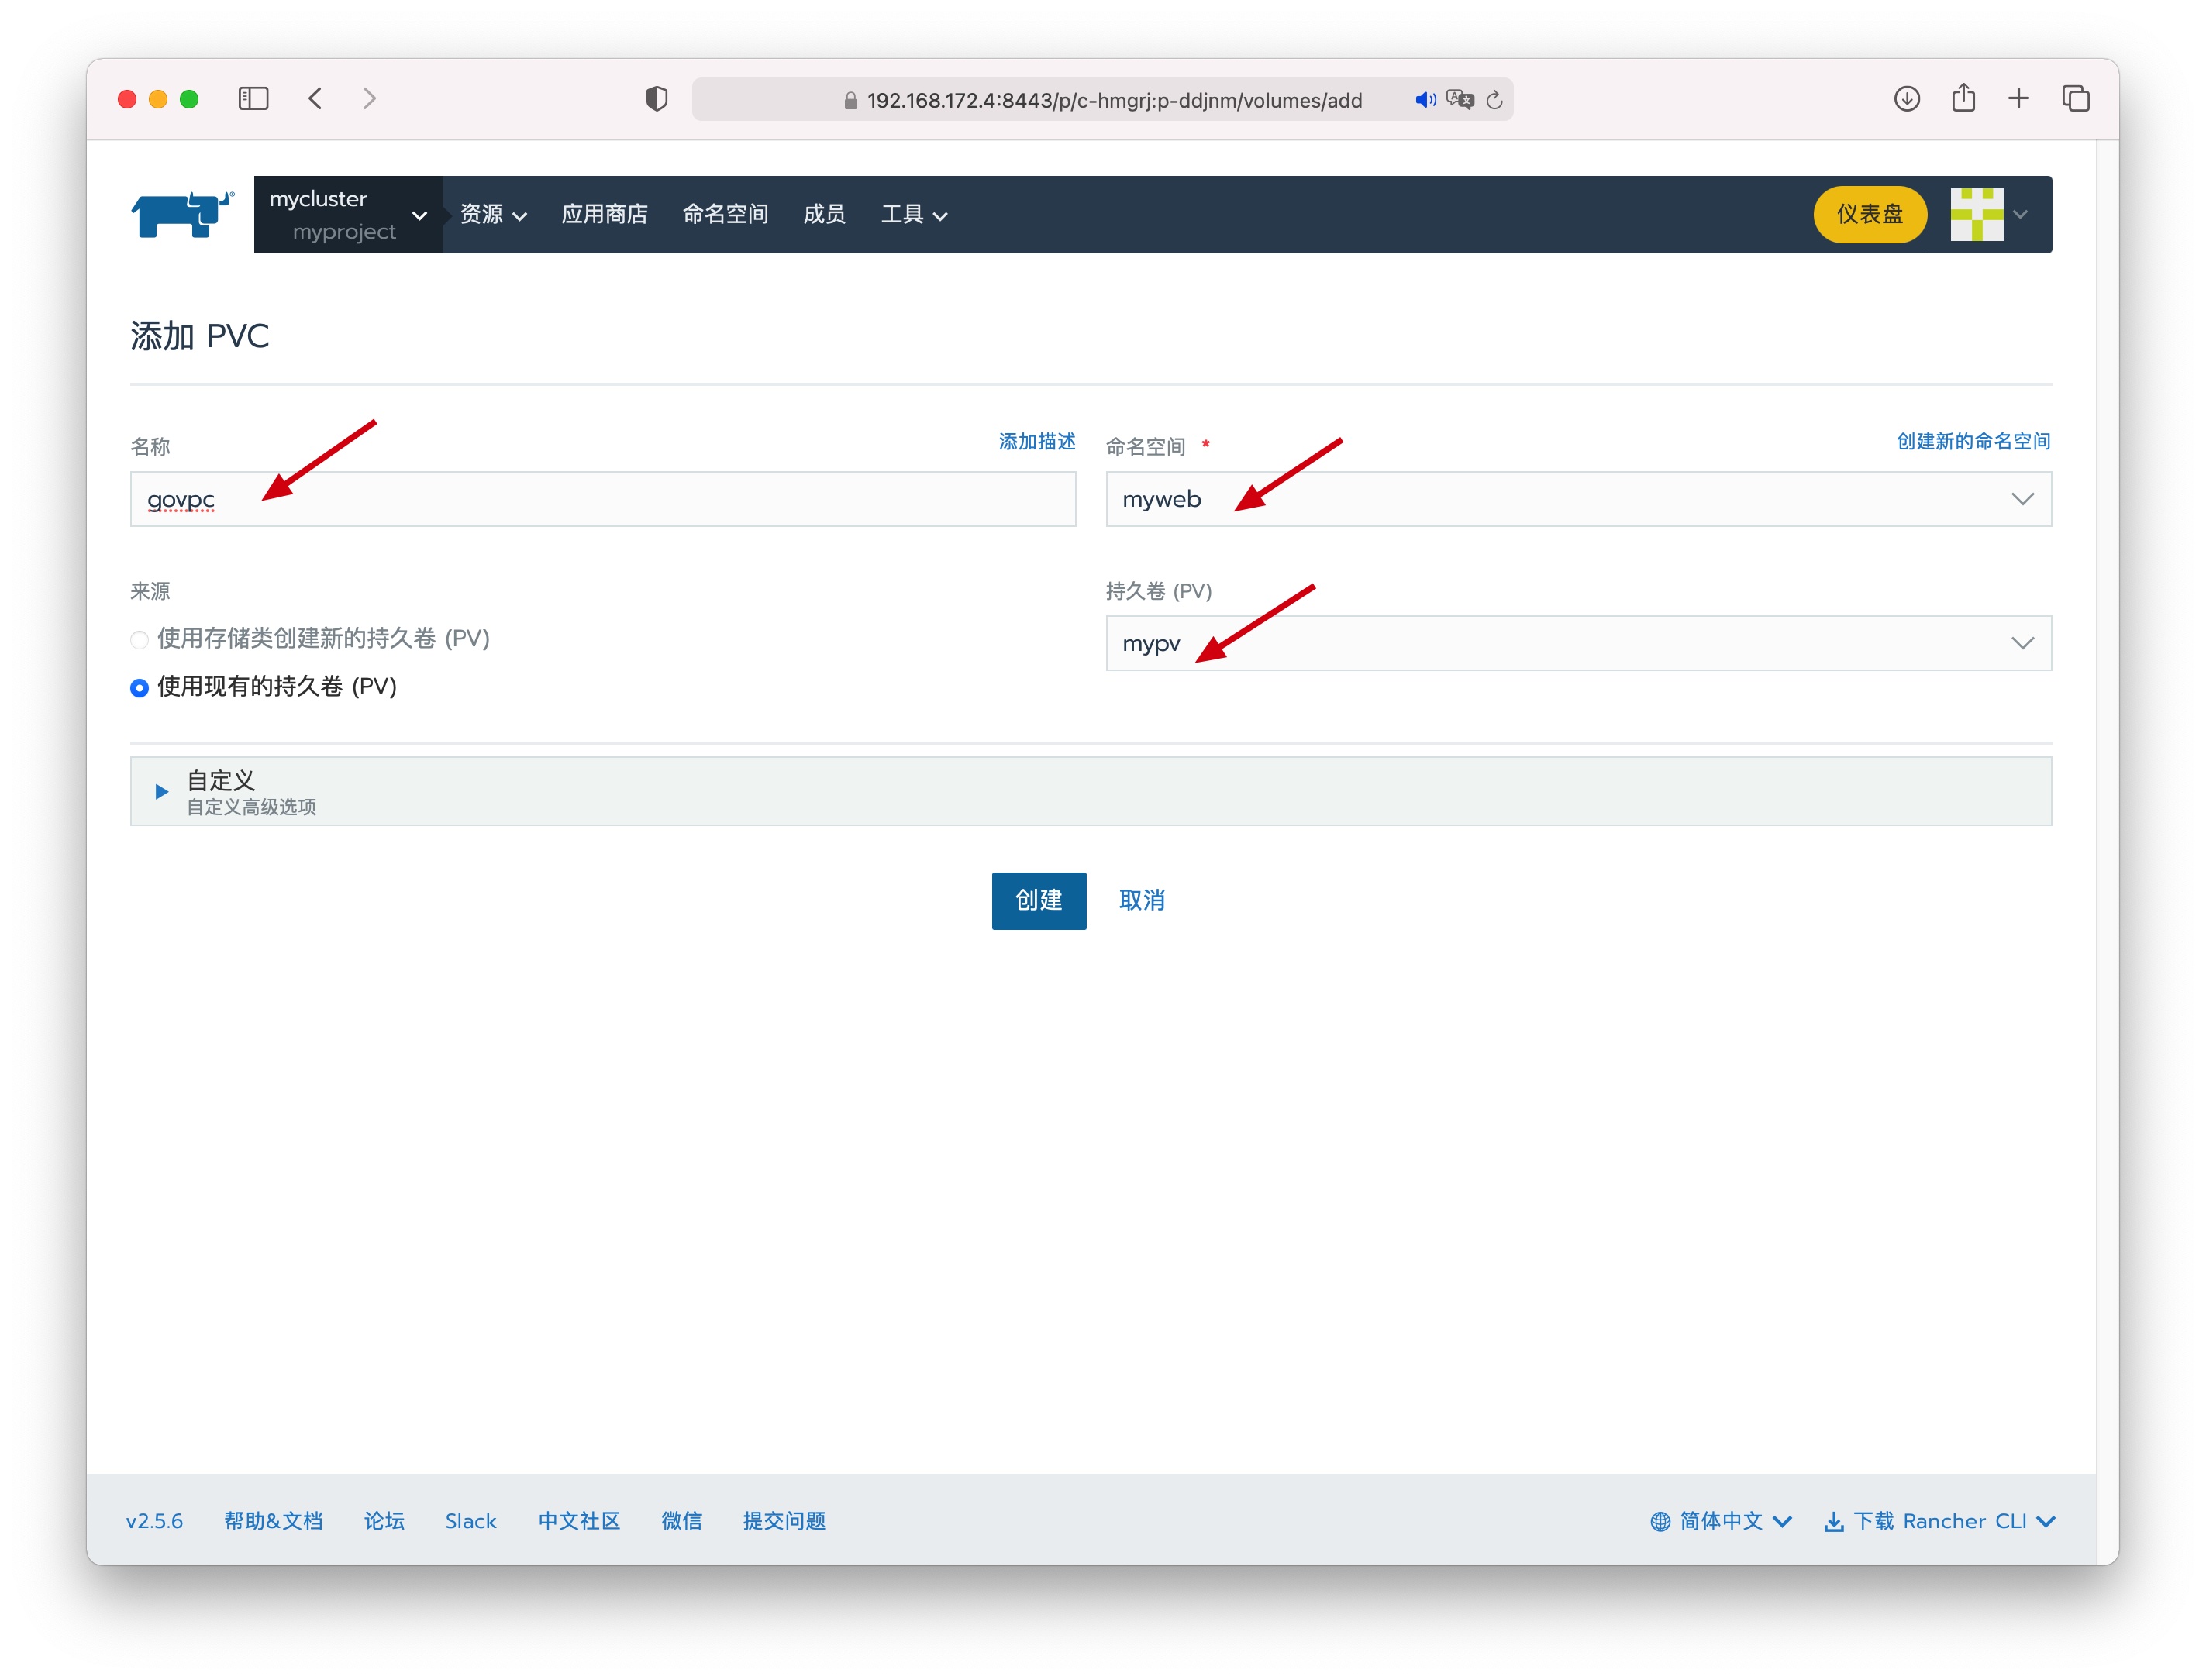 192.168.172.4:8443/p/c-hmgrj:p-ddjnm/volumes/add
mycluster
myproject
资源 应用商店 命名空间 成员 工具
仪表盘
添加 PVC
名称 添加描述
govpc
命名空间 * 创建新的命名空间
myweb
来源
使用存储类创建新的持久卷 (PV)
使用现有的持久卷 (PV)
持久卷 (PV)
mypv
自定义
自定义高级选项
创建 取消
v2.5.6 帮助&文档 论坛 Slack 中文社区 微信 提交问题 简体中文 下载 Rancher CLI